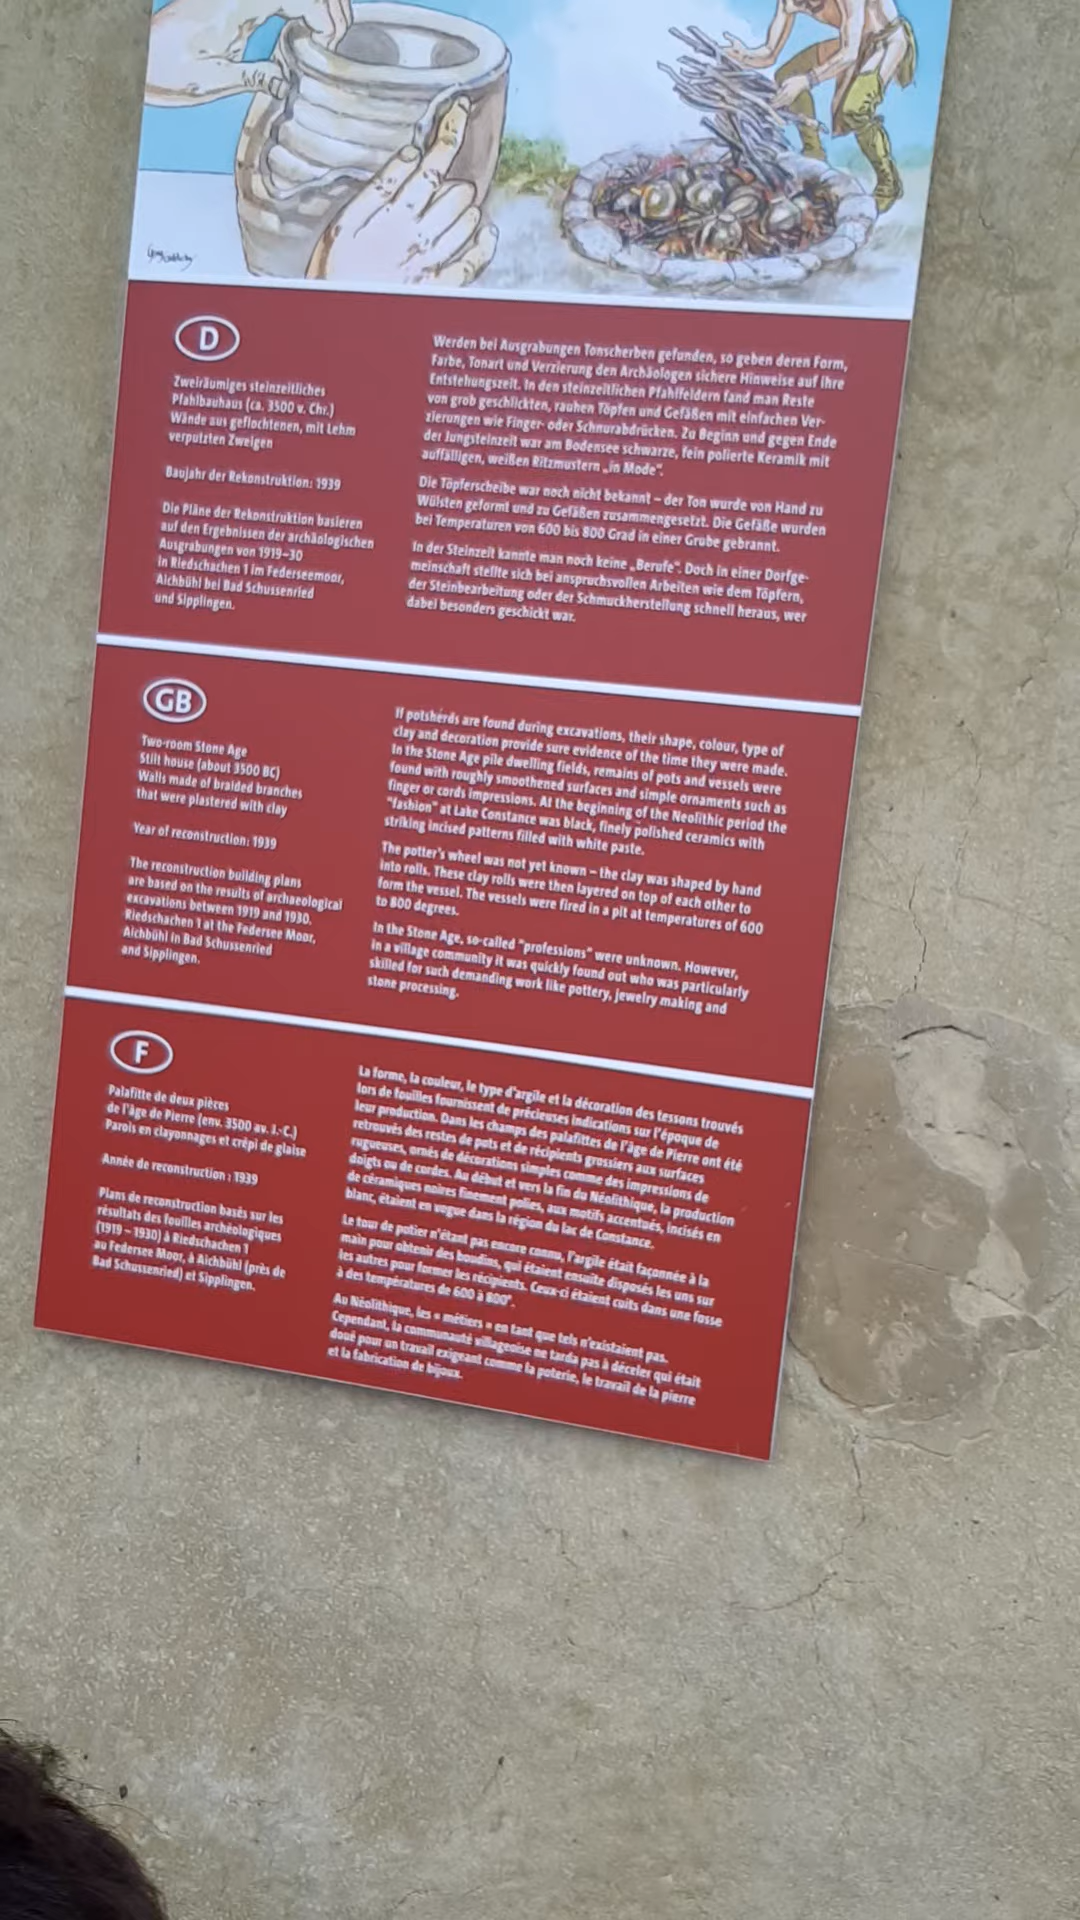 D
Zweiräumiges steinzeitliches
Pfahlbauhaus (ca. 3500 v. Chr.)
Wände aus geflochtenen, mit Lehm
verputzten Zweigen
Baujahr der Rekonstruktion: 1939
Die Pläne der Rekonstruktion basieren
auf den Ergebnissen der archäologischen
Ausgrabungen von 1919–30
in Riedschachen 1 im Federseemoor,
Aichbühl bei Bad Schussenried
und Sipplingen.
Werden bei Ausgrabungen Tonscherben gefunden, so geben deren Form,
Farbe, Tonart und Verzierung den Archäologen sichere Hinweise auf ihre
Entstehungszeit. In den steinzeitlichen Pfahlfeldern fand man Reste
von grob geschlickten, rauhen Töpfen und Gefäßen mit einfachen Ver-
zierungen wie Finger- oder Schnurabdrücken. Zu Beginn und gegen Ende
der Jungsteinzeit war am Bodensee schwarze, fein polierte Keramik mit
auffälligen, weißen Ritzmustern „in Mode“.
Die Töpferscheibe war noch nicht bekannt – der Ton wurde von Hand zu
Wülsten geformt und zu Gefäßen zusammengesetzt. Die Gefäße wurden
bei Temperaturen von 600 bis 800 Grad in einer Grube gebrannt.
In der Steinzeit kannte man noch keine „Berufe“. Doch in einer Dorfge-
meinschaft stellte sich bei anspruchsvollen Arbeiten wie dem Töpfern,
der Steinbearbeitung oder der Schmuckherstellung schnell heraus, wer
dabei besonders geschickt war.
GB
Two-room Stone Age
Stilt house (about 3500 BC)
Walls made of braided branches
that were plastered with clay
Year of reconstruction: 1939
The reconstruction building plans
are based on the results of archaeological
excavations between 1919 and 1930.
Riedschachen 1 at the Federsee Moor,
Aichbühl in Bad Schussenried
and Sipplingen.
If potsherds are found during excavations, their shape, colour, type of
clay and decoration provide sure evidence of the time they were made.
In the Stone Age pile dwelling fields, remains of pots and vessels were
found with roughly smoothened surfaces and simple ornaments such as
finger or cords impressions. At the beginning of the Neolithic period the
"fashion" at Lake Constance was black, finely polished ceramics with
striking incised patterns filled with white paste.
The potter's wheel was not yet known – the clay was shaped by hand
into rolls. These clay rolls were then layered on top of each other to
form the vessel. The vessels were fired in a pit at temperatures of 600
to 800 degrees.
In the Stone Age, so-called "professions" were unknown. However,
in a village community it was quickly found out who was particularly
skilled for such demanding work like pottery, jewelry making and
stone processing.
F
Palafitte de deux pièces
de l'âge de Pierre (env. 3500 av. J.-C.)
Parois en clayonnages et crépi de glaise
Année de reconstruction : 1939
Plans de reconstruction basés sur les
résultats des fouilles archéologiques
(1919 – 1930) à Riedschachen 1
au Federsee Moor, à Aichbühl (près de
Bad Schussenried) et Sipplingen.
La forme, la couleur, le type d'argile et la décoration des tessons trouvés
lors de fouilles fournissent de précieuses indications sur l'époque de
leur production. Dans les champs des palafittes de l'âge de Pierre ont été
retrouvés des restes de pots et de récipients grossiers aux surfaces
rugueuses, ornés de décorations simples comme des impressions de
doigts ou de cordes. Au début et vers la fin du Néolithique, la production
de céramiques noires finement polies, aux motifs accentués, incisés en
blanc, étaient en vogue dans la région du lac de Constance.
Le tour de potier n'étant pas encore connu, l'argile était façonnée à la
main pour obtenir des boudins, qui étaient ensuite disposés les uns sur
les autres pour former les récipients. Ceux-ci étaient cuits dans une fosse
à des températures de 600 à 800°.
Au Néolithique, les « métiers » en tant que tels n'existaient pas.
Cependant, la communauté villageoise ne tarda pas à déceler qui était
doué pour un travail exigeant comme la poterie, le travail de la pierre
et la fabrication de bijoux.